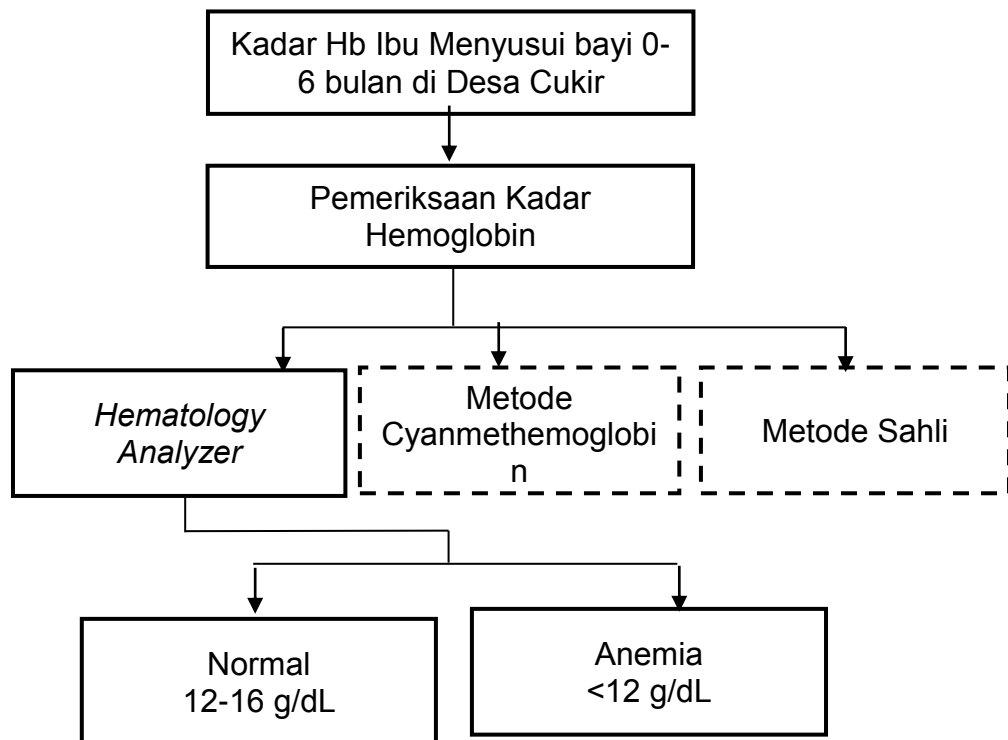 Kadar Hb Ibu Menyusui bayi 0-
6 bulan di Desa Cukir
Pemeriksaan Kadar
Hemoglobin
Hematology
Analyzer
Metode
Cyanmethemoglobi
n
Metode Sahli
Normal
12-16 g/dL
Anemia
<12 g/dL